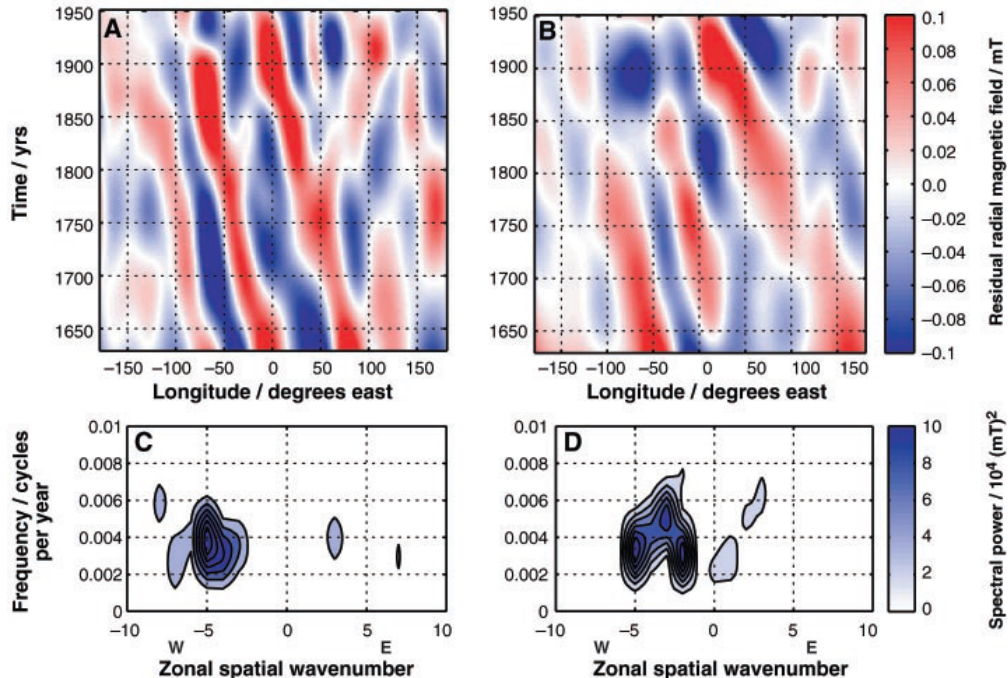 A
1950
1900
1850
1800
1750
1700
1650
Time / yrs
−150 −100 −50 0 50 100 150
Longitude / degrees east
B
1950
1900
1850
1800
1750
1700
1650
−150 −100 −50 0 50 100 150
Longitude / degrees east
0.1
0.08
0.06
0.04
0.02
0.0
−0.02
−0.04
−0.06
−0.08
−0.1
Residual radial magnetic field / mT
C
0.01
0.008
0.006
0.004
0.002
0
Frequency / cycles
per year
−10 −5 0 5 10
W E
Zonal spatial wavenumber
D
0.01
0.008
0.006
0.004
0.002
0
−10 −5 0 5 10
W E
Zonal spatial wavenumber
10
8
6
4
2
0
Spectral power / 10⁴ (mT)²